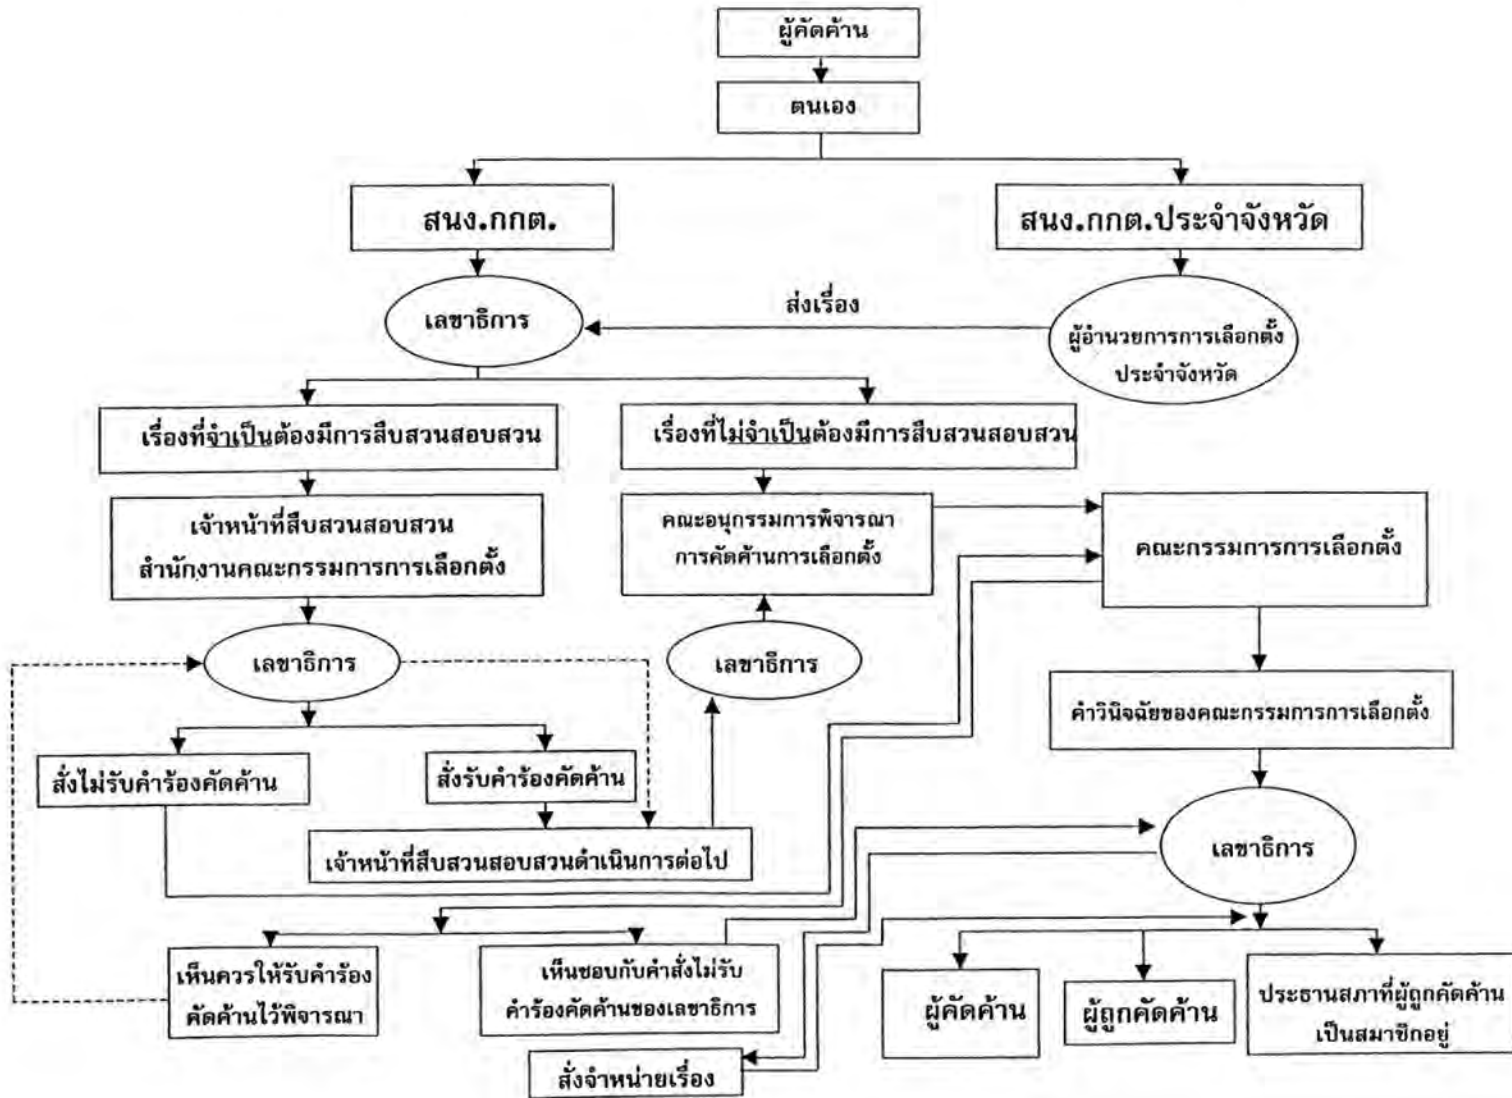 ผู้คัดค้าน
ตนเอง
สนง.กกต.
สนง.กกต.ประจำจังหวัด
เลขาธิการ
ส่งเรื่อง
ผู้อำนวยการการเลือกตั้ง
ประจำจังหวัด
เรื่องที่จำเป็นต้องมีการสืบสวนสอบสวน
เรื่องที่ไม่จำเป็นต้องมีการสืบสวนสอบสวน
เจ้าหน้าที่สืบสวนสอบสวน
สำนักงานคณะกรรมการการเลือกตั้ง
คณะอนุกรรมการพิจารณา
การคัดค้านการเลือกตั้ง
คณะกรรมการการเลือกตั้ง
เลขาธิการ
เลขาธิการ
คำวินิจฉัยของคณะกรรมการการเลือกตั้ง
สั่งไม่รับคำร้องคัดค้าน
สั่งรับคำร้องคัดค้าน
เจ้าหน้าที่สืบสวนสอบสวนดำเนินการต่อไป
เลขาธิการ
เห็นควรให้รับคำร้อง
คัดค้านไว้พิจารณา
เห็นชอบกับคำสั่งไม่รับ
คำร้องคัดค้านของเลขาธิการ
สั่งจำหน่ายเรื่อง
ผู้คัดค้าน
ผู้ถูกคัดค้าน
ประธานสภาที่ผู้ถูกคัดค้าน
เป็นสมาชิกอยู่